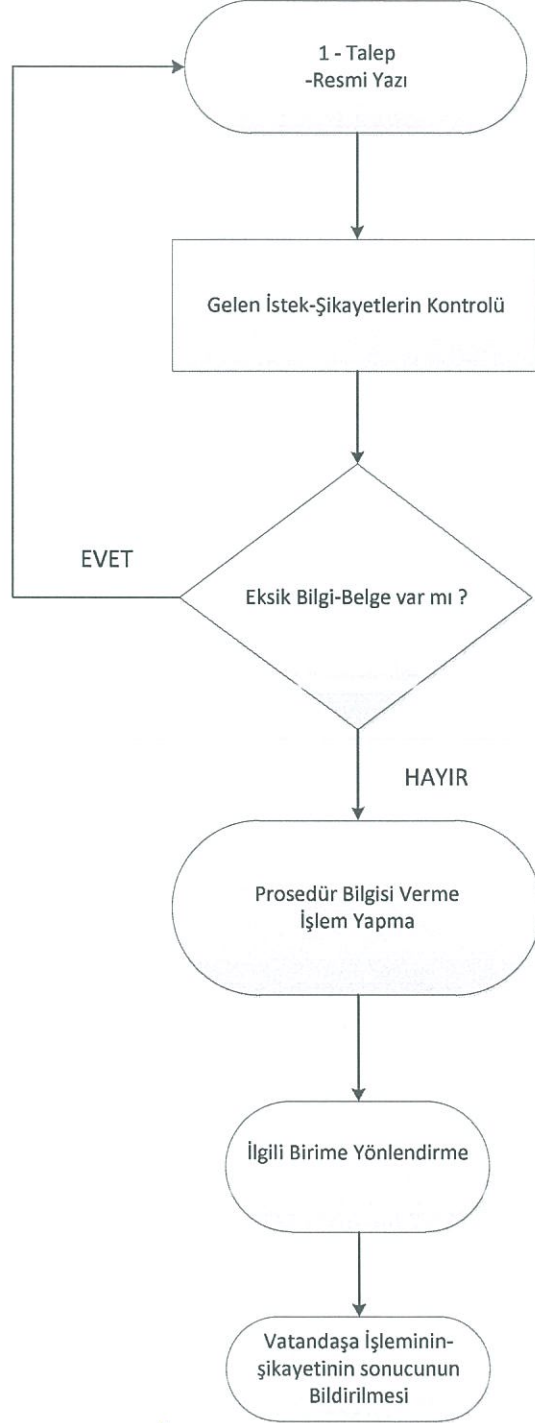 1 - Talep
-Resmi Yazı
Gelen İstek-Şikayetlerin Kontrolü
EVET
Eksik Bilgi-Belge var mı ?
HAYIR
Prosedür Bilgisi Verme
İşlem Yapma
İlgili Birime Yönlendirme
Vatandaşa İşleminin-
şikayetinin sonucunun
Bildirilmesi